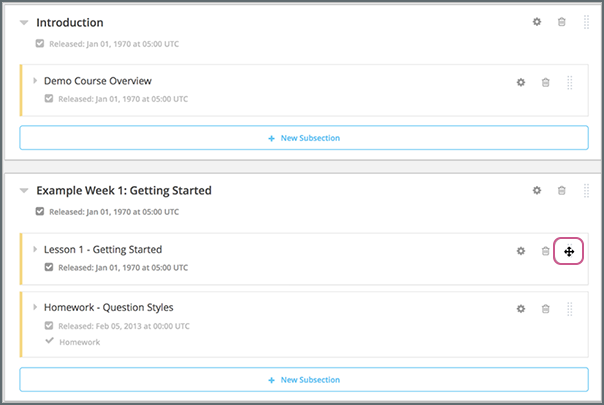 Introduction
Released: Jan 01, 1970 at 05:00 UTC
Demo Course Overview
Released: Jan 01, 1970 at 05:00 UTC
+ New Subsection
Example Week 1: Getting Started
Released: Jan 01, 1970 at 05:00 UTC
Lesson 1 - Getting Started
Released: Jan 01, 1970 at 05:00 UTC
Homework - Question Styles
Released: Feb 05, 2013 at 00:00 UTC
Homework
+ New Subsection